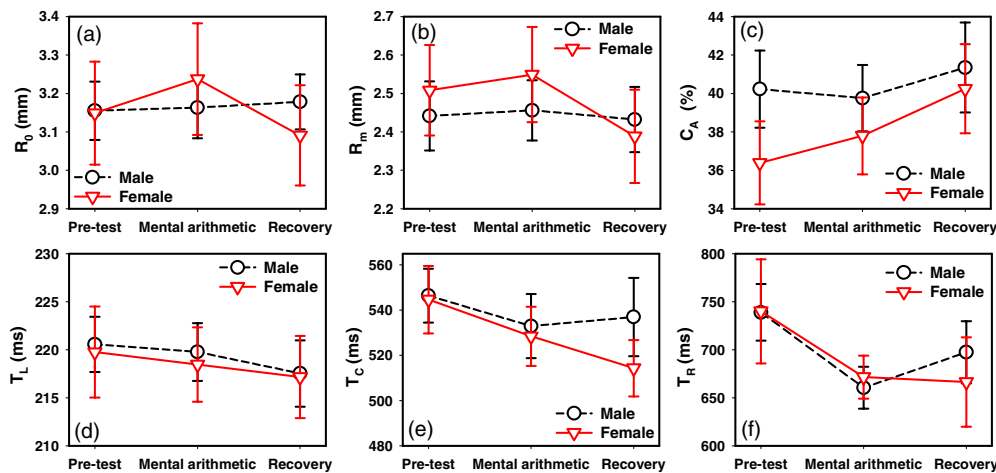 (a)
R0 (mm)
3.4
3.3
3.2
3.1
3.0
2.9
Male
Female
Pre-test Mental arithmetic Recovery
(b)
Rm (mm)
2.7
2.6
2.5
2.4
2.3
2.2
Male
Female
Pre-test Mental arithmetic Recovery
(c)
CA (%)
44
42
40
38
36
34
Male
Female
Pre-test Mental arithmetic Recovery
(d)
TL (ms)
230
225
220
215
210
Male
Female
Pre-test Mental arithmetic Recovery
(e)
TC (ms)
560
540
520
500
480
Male
Female
Pre-test Mental arithmetic Recovery
(f)
TR (ms)
800
750
700
650
600
Male
Female
Pre-test Mental arithmetic Recovery